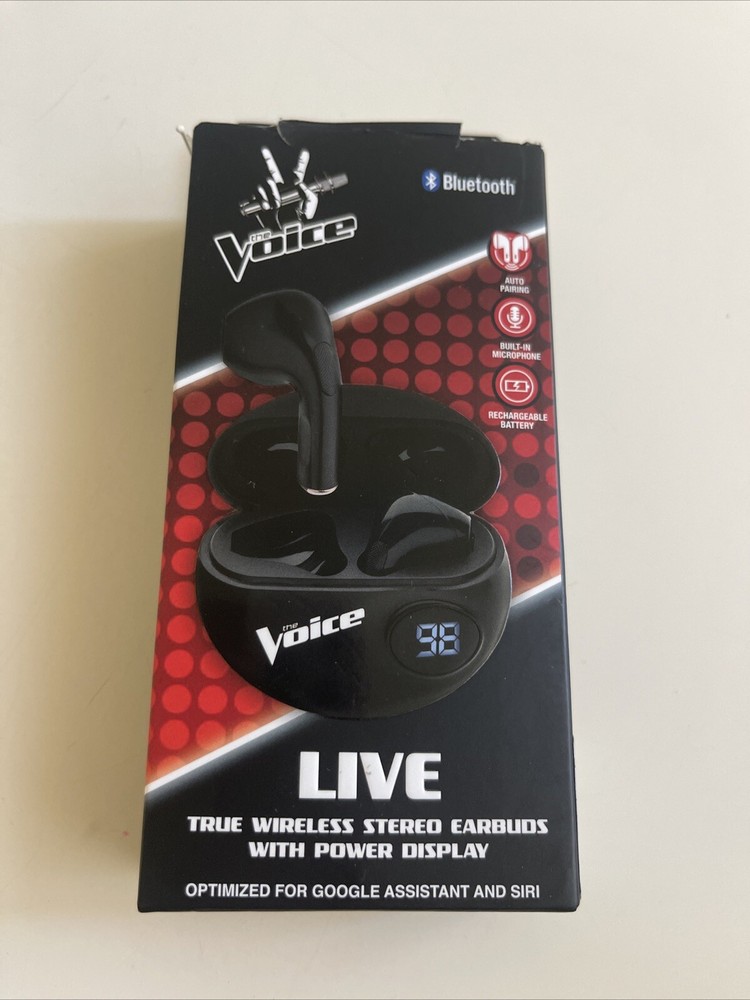 the
Voice
Bluetooth
AUTO
PAIRING
BUILT-IN
MICROPHONE
RECHARGEABLE
BATTERY
the
Voice
98
LIVE
TRUE WIRELESS STEREO EARBUDS
WITH POWER DISPLAY
OPTIMIZED FOR GOOGLE ASSISTANT AND SIRI